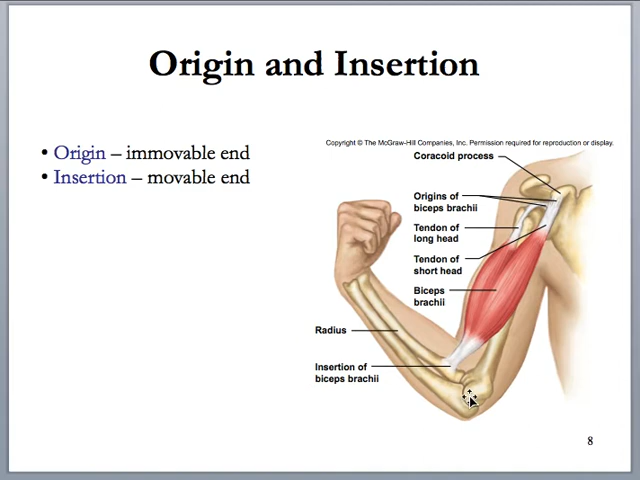 Origin and Insertion
• Origin – immovable end
• Insertion – movable end
Copyright © The McGraw-Hill Companies, Inc. Permission required for reproduction or display.
Coracoid process
Origins of
biceps brachii
Tendon of
long head
Tendon of
short head
Biceps
brachii
Radius
Insertion of
biceps brachii
8